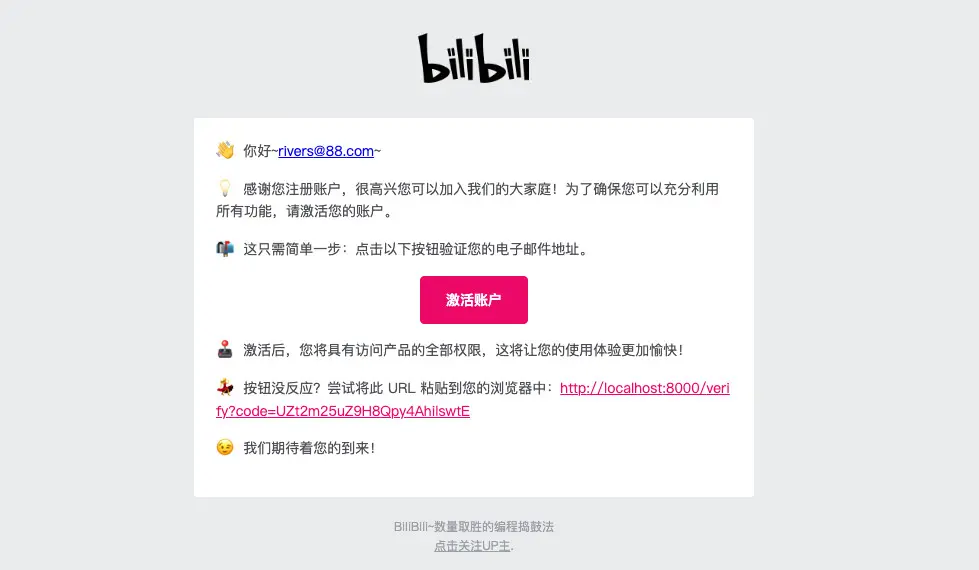 bilibili
👋 你好~rivers@88.com~
💡 感谢您注册账户，很高兴您可以加入我们的大家庭！为了确保您可以充分利用
所有功能，请激活您的账户。
📬 这只需简单一步：点击以下按钮验证您的电子邮件地址。
激活账户
🕹️ 激活后，您将具有访问产品的全部权限，这将让您的使用体验更加愉快！
💃 按钮没反应？尝试将此 URL 粘贴到您的浏览器中：http://localhost:8000/veri
fy?code=UZt2m25uZ9H8Qpy4AhilswtE
😉 我们期待着您的到来！
BiliBili~数量取胜的编程捣鼓法
点击关注UP主.